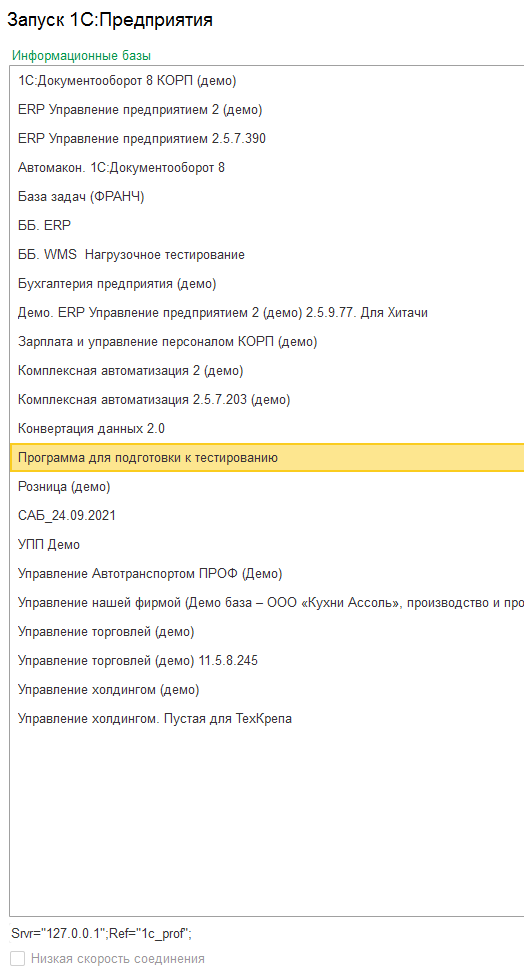 Запуск 1С:Предприятия
Информационные базы
1С:Документооборот 8 КОРП (демо)
ERP Управление предприятием 2 (демо)
ERP Управление предприятием 2.5.7.390
Автомакон. 1С:Документооборот 8
База задач (ФРАНЧ)
ББ. ERP
ББ. WMS  Нагрузочное тестирование
Бухгалтерия предприятия (демо)
Демо. ERP Управление предприятием 2 (демо) 2.5.9.77. Для Хитачи
Зарплата и управление персоналом КОРП (демо)
Комплексная автоматизация 2 (демо)
Комплексная автоматизация 2.5.7.203 (демо)
Конвертация данных 2.0
Программа для подготовки к тестированию
Розница (демо)
САБ_24.09.2021
УПП Демо
Управление Автотранспортом ПРОФ (Демо)
Управление нашей фирмой (Демо база – ООО «Кухни Ассоль», производство и про
Управление торговлей (демо)
Управление торговлей (демо) 11.5.8.245
Управление холдингом (демо)
Управление холдингом. Пустая для ТехКрепа
Srvr="127.0.0.1";Ref="1c_prof";
Низкая скорость соединения